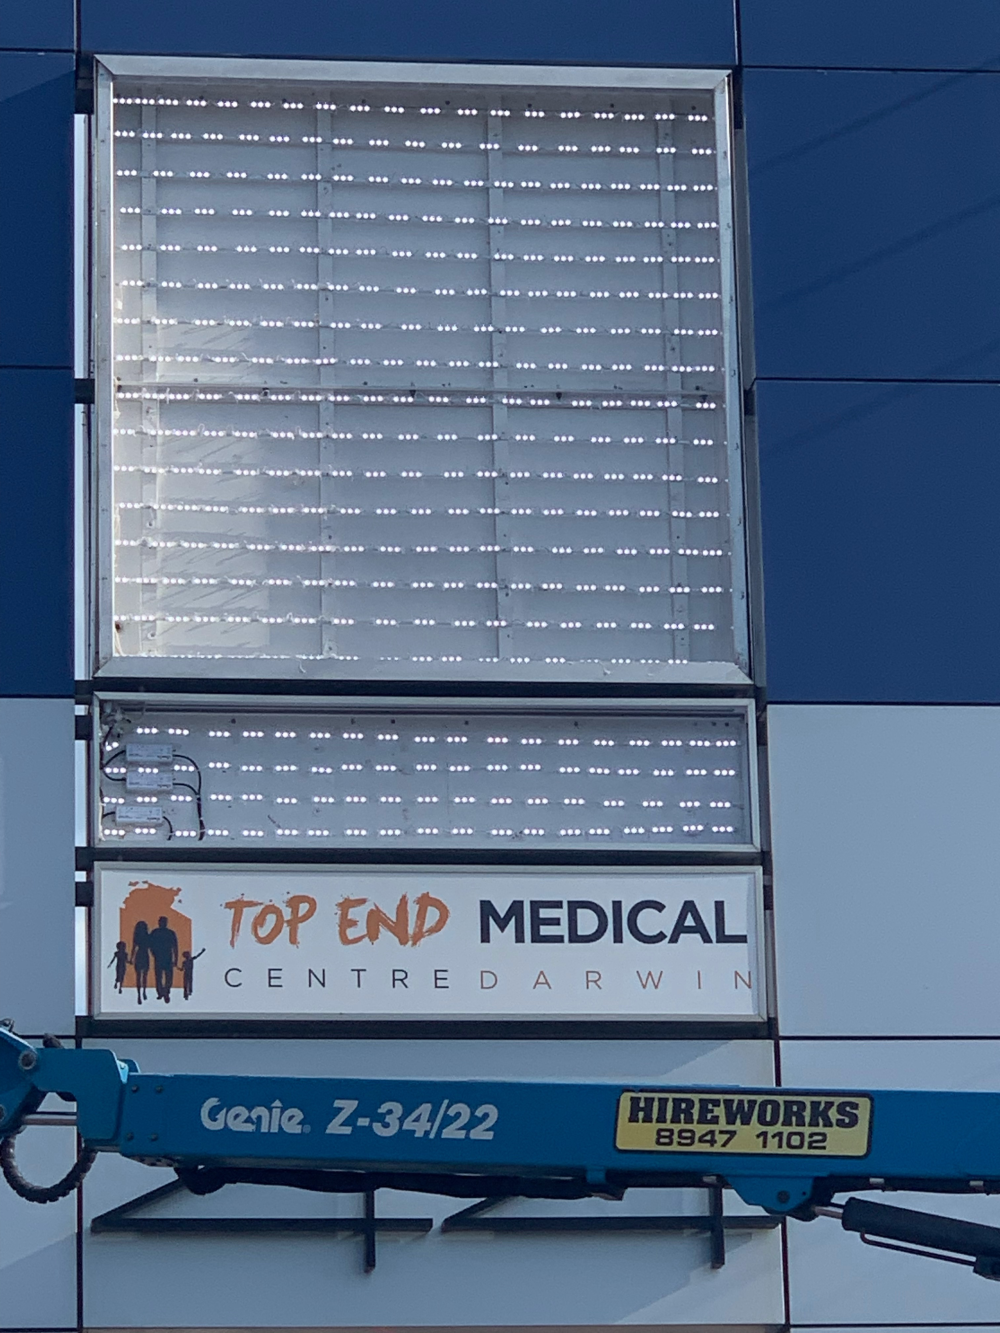 TOP END MEDICAL
CENTRE DARWIN
Genie Z-34/22
HIREWORKS
8947 1102